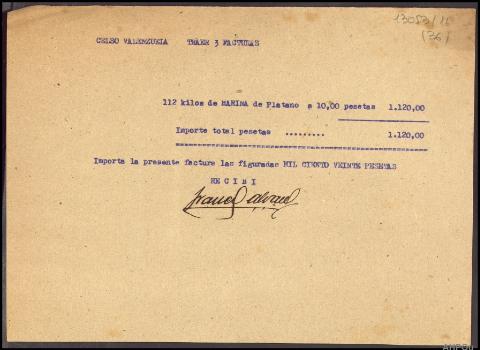 13053/16
(36)
CELSO VALENZUELA TRAER 3 FACTURAS
112 kilos de HARINA de Platano a 10,00 pesetas 1.120,00
Importe total pesetas ......... 1.120,00
Importa la presente factura las figuradas MIL CIENTO VEINTE PESETAS
RECIBI